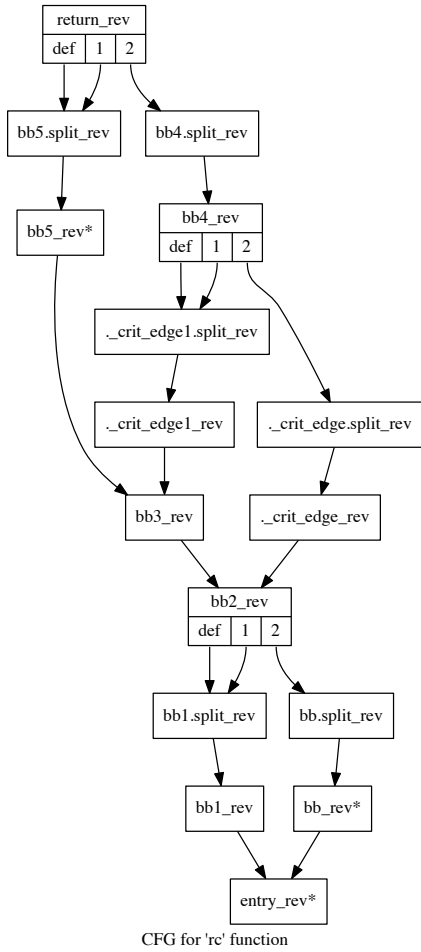 return_rev
def 1 2
bb5.split_rev bb4.split_rev
bb5_rev* bb4_rev
def 1 2
._crit_edge1.split_rev
._crit_edge1_rev ._crit_edge.split_rev
bb3_rev ._crit_edge_rev
bb2_rev
def 1 2
bb1.split_rev bb.split_rev
bb1_rev bb_rev*
entry_rev*
CFG for 'rc' function